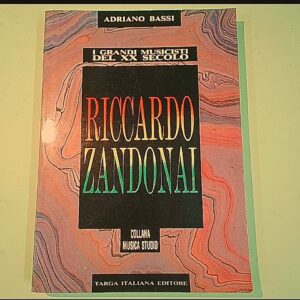 ADRIANO BASSI
I GRANDI MUSICISTI
DEL XX SECOLO
RICCARDO
ZANDONAI
COLLANA
MUSICA STUDIO
TARGA ITALIANA EDITORE